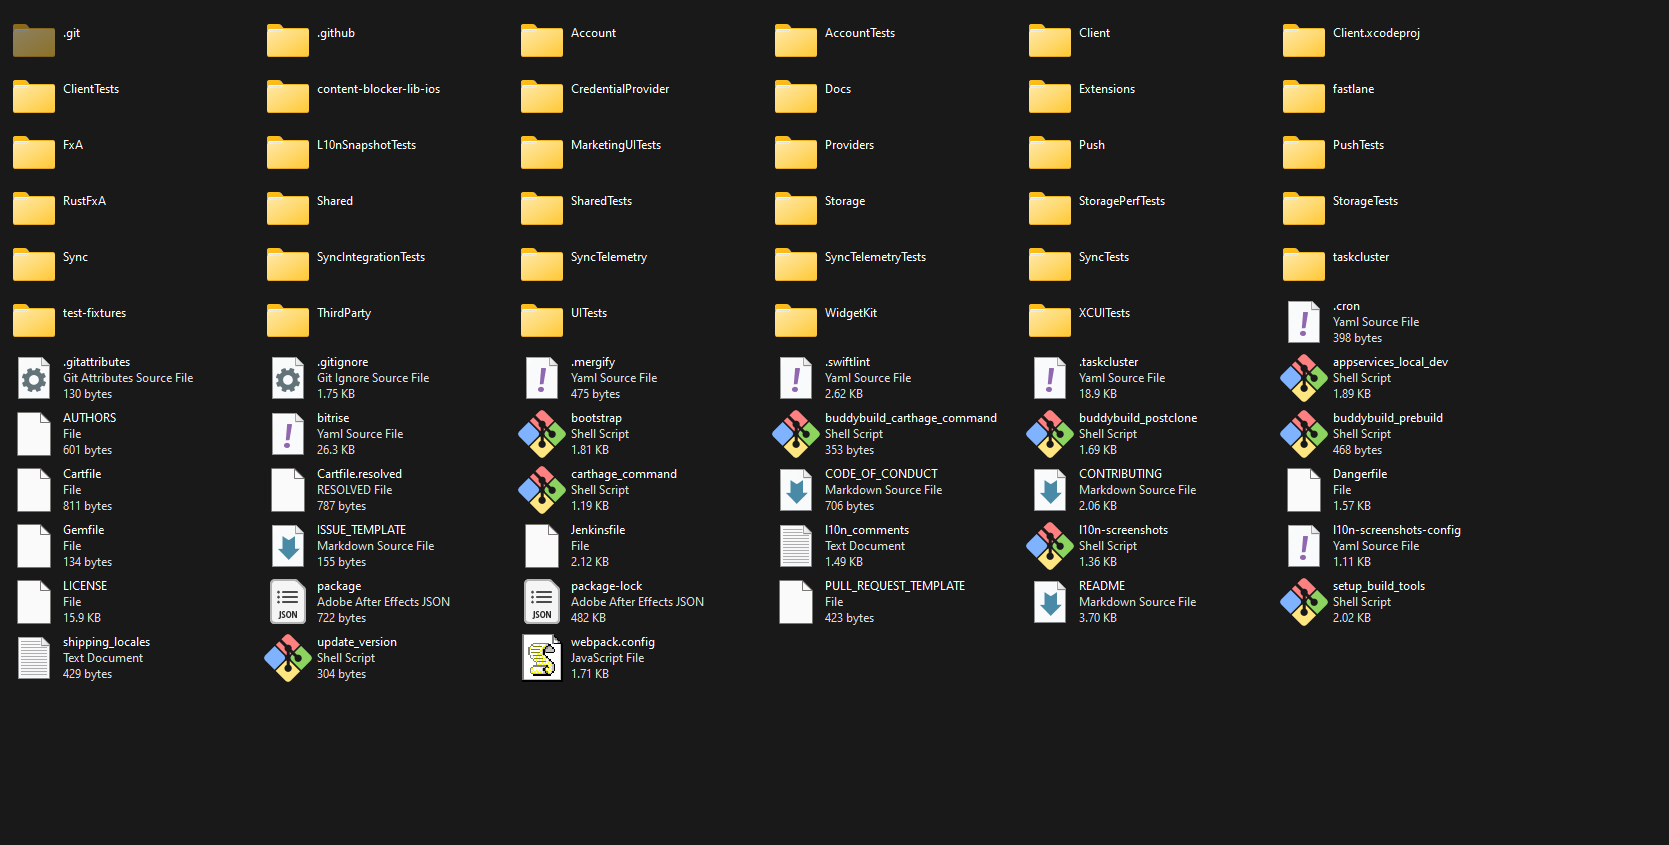 .git
.github
Account
AccountTests
Client
Client.xcodeproj
ClientTests
content-blocker-lib-ios
CredentialProvider
Docs
Extensions
fastlane
FxA
L10nSnapshotTests
MarketingUITests
Providers
Push
PushTests
RustFxA
Shared
SharedTests
Storage
StoragePerfTests
StorageTests
Sync
SyncIntegrationTests
SyncTelemetry
SyncTelemetryTests
SyncTests
taskcluster
test-fixtures
ThirdParty
UITests
WidgetKit
XCUITests
.cron
Yaml Source File
398 bytes
.gitattributes
Git Attributes Source File
130 bytes
.gitignore
Git Ignore Source File
1.75 KB
.mergify
Yaml Source File
475 bytes
.swiftlint
Yaml Source File
2.62 KB
.taskcluster
Yaml Source File
18.9 KB
appservices_local_dev
Shell Script
1.89 KB
AUTHORS
File
601 bytes
bitrise
Yaml Source File
26.3 KB
bootstrap
Shell Script
1.81 KB
buddybuild_carthage_command
Shell Script
353 bytes
buddybuild_postclone
Shell Script
1.69 KB
buddybuild_prebuild
Shell Script
468 bytes
Cartfile
File
811 bytes
Cartfile.resolved
RESOLVED File
787 bytes
carthage_command
Shell Script
1.19 KB
CODE_OF_CONDUCT
Markdown Source File
706 bytes
CONTRIBUTING
Markdown Source File
2.06 KB
Dangerfile
File
1.57 KB
Gemfile
File
134 bytes
ISSUE_TEMPLATE
Markdown Source File
155 bytes
Jenkinsfile
File
2.12 KB
l10n_comments
Text Document
1.49 KB
l10n-screenshots
Shell Script
1.36 KB
l10n-screenshots-config
Yaml Source File
1.11 KB
LICENSE
File
15.9 KB
JSON
package
Adobe After Effects JSON
722 bytes
JSON
package-lock
Adobe After Effects JSON
482 KB
PULL_REQUEST_TEMPLATE
File
423 bytes
README
Markdown Source File
3.70 KB
setup_build_tools
Shell Script
2.02 KB
shipping_locales
Text Document
429 bytes
update_version
Shell Script
304 bytes
webpack.config
JavaScript File
1.71 KB